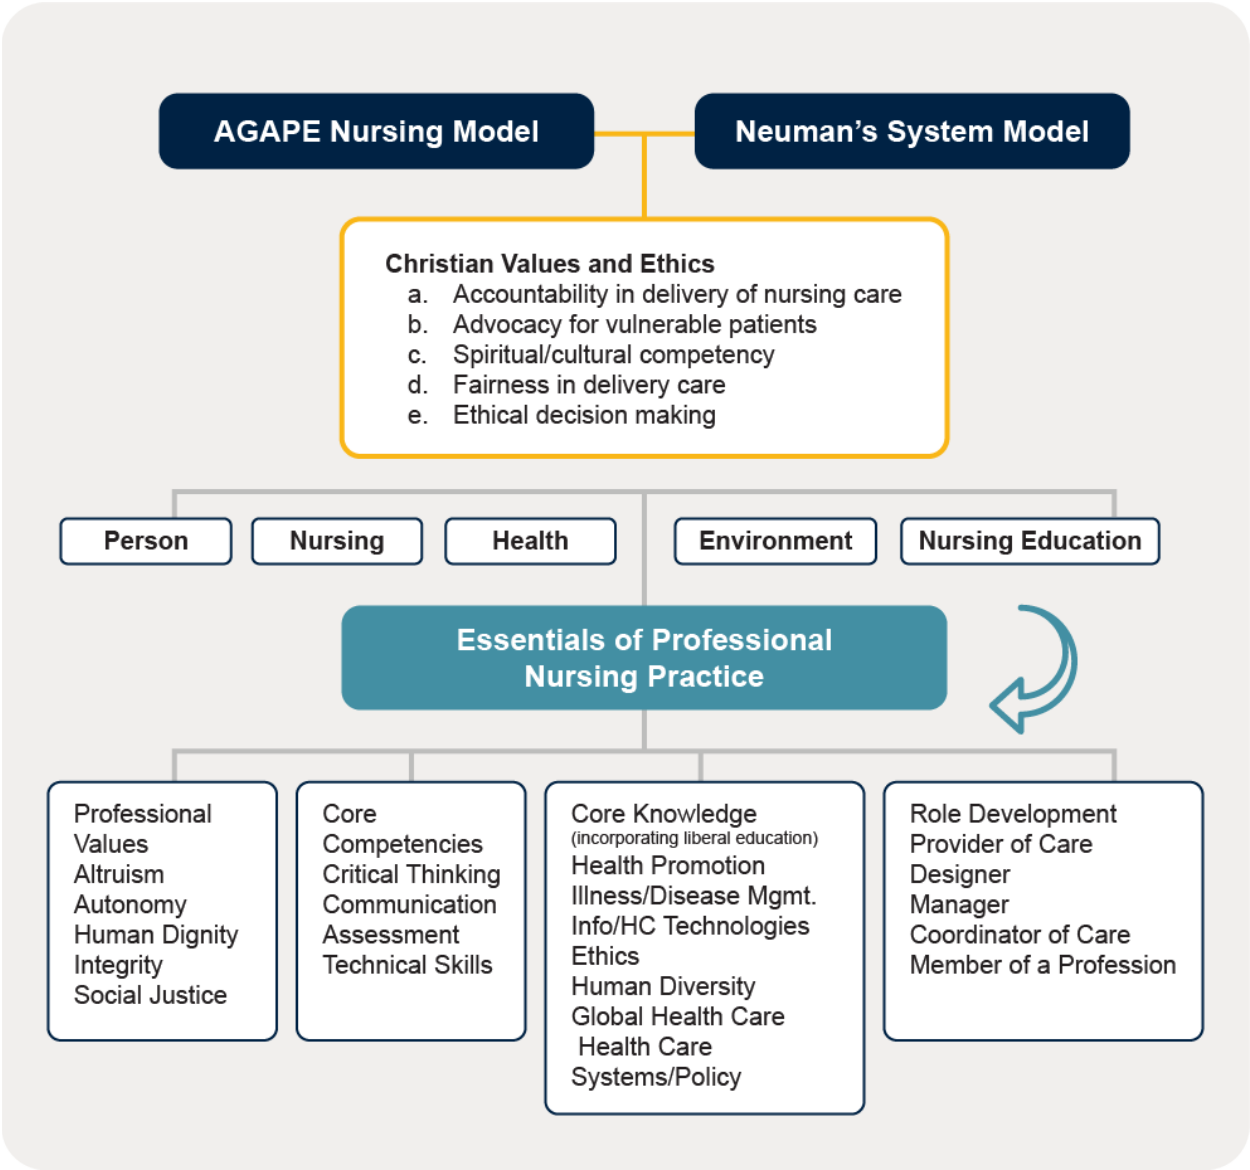 AGAPE Nursing Model
Neuman's System Model
Christian Values and Ethics
a. Accountability in delivery of nursing care
b. Advocacy for vulnerable patients
c. Spiritual/cultural competency
d. Fairness in delivery care
e. Ethical decision making
Person
Nursing
Health
Environment
Nursing Education
Essentials of Professional
Nursing Practice
Professional
Values
Altruism
Autonomy
Human Dignity
Integrity
Social Justice
Core
Competencies
Critical Thinking
Communication
Assessment
Technical Skills
Core Knowledge
(incorporating liberal education)
Health Promotion
Illness/Disease Mgmt.
Info/HC Technologies
Ethics
Human Diversity
Global Health Care
Health Care
Systems/Policy
Role Development
Provider of Care
Designer
Manager
Coordinator of Care
Member of a Profession